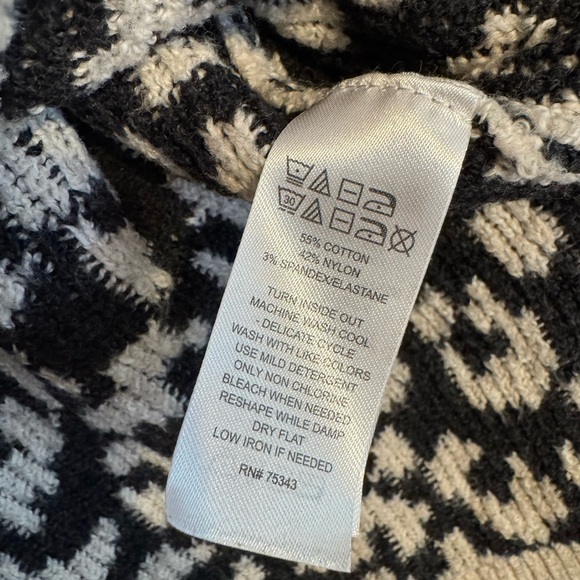 30
55% COTTON
42% NYLON
3% SPANDEX/ELASTANE
TURN INSIDE OUT
MACHINE WASH COOL
- DELICATE CYCLE
WASH WITH LIKE COLORS
USE MILD DETERGENT
ONLY NON CHLORINE
BLEACH WHEN NEEDED
RESHAPE WHILE DAMP
DRY FLAT
LOW IRON IF NEEDED
RN# 75343